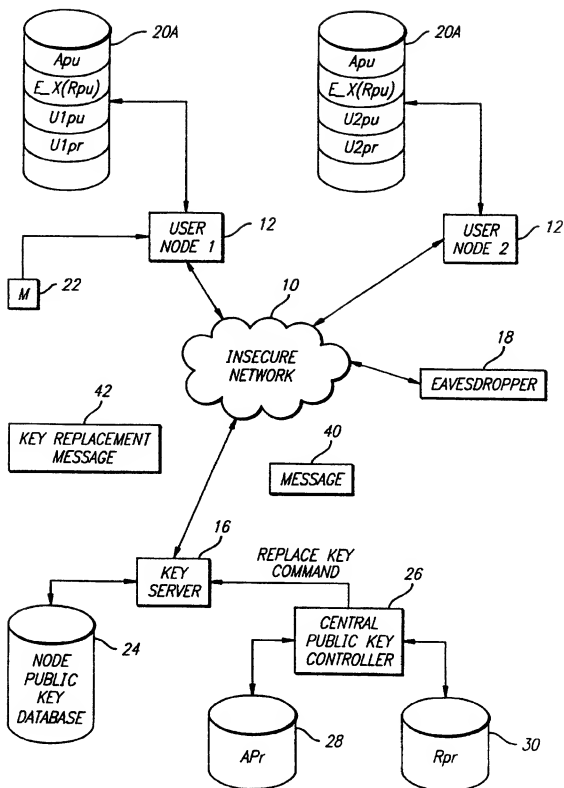 20A
Apu
E_X(Rpu)
U1pu
U1pr
20A
Apu
E_X(Rpu)
U2pu
U2pr
USER
NODE 1
12
USER
NODE 2
12
M
22
10
INSECURE
NETWORK
18
EAVESDROPPER
42
KEY REPLACEMENT
MESSAGE
40
MESSAGE
16
KEY
SERVER
REPLACE KEY
COMMAND
26
CENTRAL
PUBLIC KEY
CONTROLLER
24
NODE
PUBLIC
KEY
DATABASE
APr
28
Rpr
30